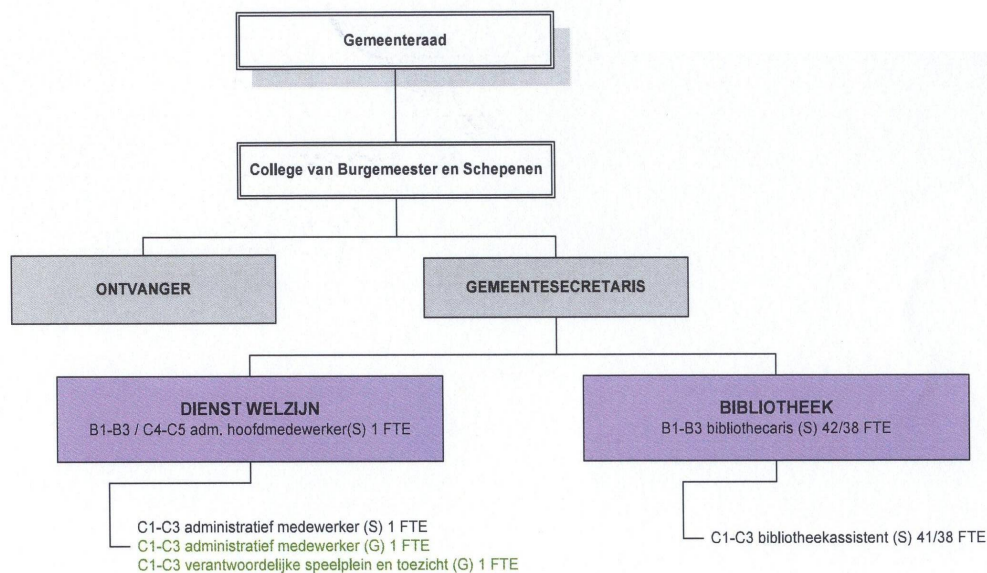 Gemeenteraad
College van Burgemeester en Schepenen
ONTVANGER
GEMEENTESECRETARIS
DIENST WELZIJN
B1-B3 / C4-C5 adm. hoofdmedewerker(S) 1 FTE
BIBLIOTHEEK
B1-B3 bibliothecaris (S) 42/38 FTE
C1-C3 administratief medewerker (S) 1 FTE
C1-C3 administratief medewerker (G) 1 FTE
C1-C3 verantwoordelijke speelplein en toezicht (G) 1 FTE
C1-C3 bibliotheekassistent (S) 41/38 FTE